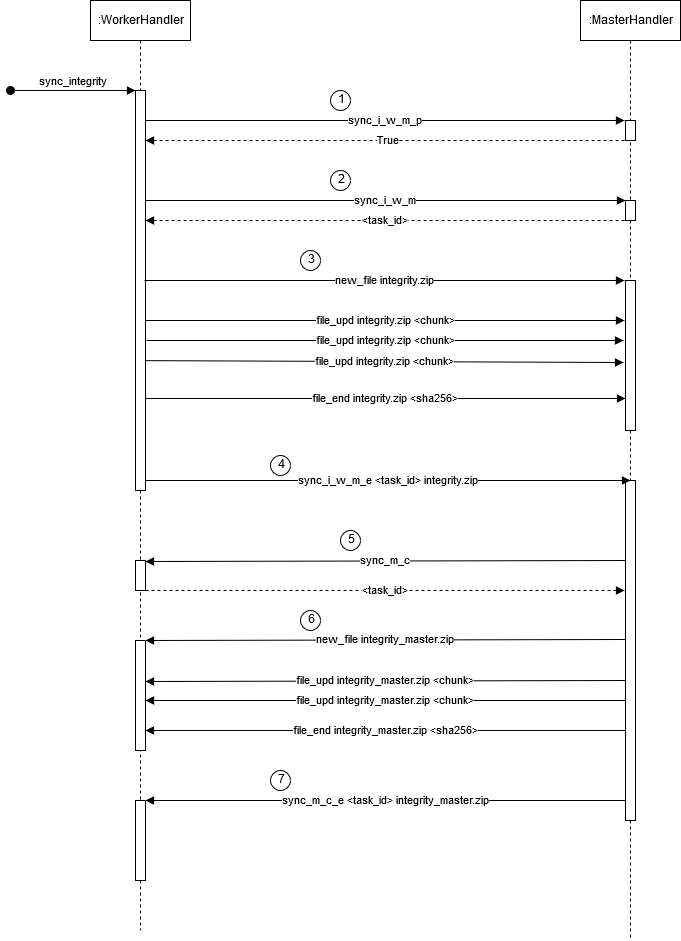 :WorkerHandler
:MasterHandler
sync_integrity
1
sync_i_w_m_p
True
2
sync_i_w_m
<task_id>
3
new_file integrity.zip
file_upd integrity.zip <chunk>
file_upd integrity.zip <chunk>
file_upd integrity.zip <chunk>
file_end integrity.zip <sha256>
4
sync_i_w_m_e <task_id> integrity.zip
5
sync_m_c
<task_id>
6
new_file integrity_master.zip
file_upd integrity_master.zip <chunk>
file_upd integrity_master.zip <chunk>
file_end integrity_master.zip <sha256>
7
sync_m_c_e <task_id> integrity_master.zip